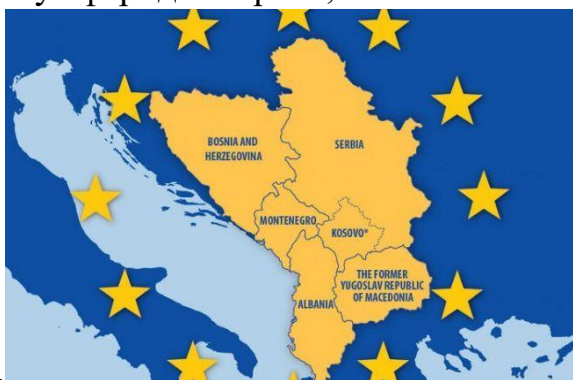 BOSNIA AND
HERZEGOVINA
SERBIA
MONTENEGRO
KOSOVO*
ALBANIA
THE FORMER
YUGOSLAV REPUBLIC
OF MACEDONIA